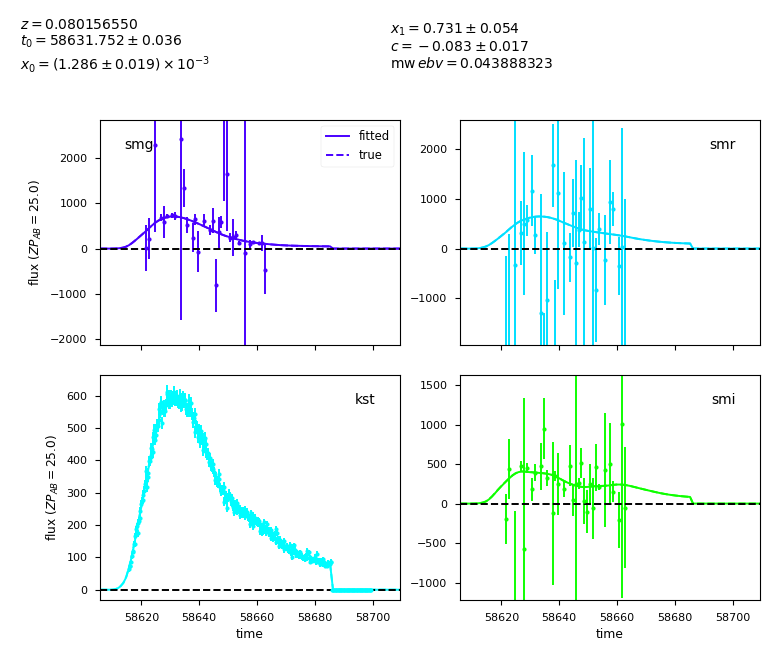 z = 0.080156550
t₀ = 58631.752 ± 0.036
x₀ = (1.286 ± 0.019) × 10⁻³
x₁ = 0.731 ± 0.054
c = −0.083 ± 0.017
mw ebv = 0.043888323
smg
fitted
true
2000
1000
0
−1000
−2000
flux (ZP_AB = 25.0)
smr
2000
1000
0
−1000
kst
600
500
400
300
200
100
0
flux (ZP_AB = 25.0)
58620 58640 58660 58680 58700
time
smi
1500
1000
500
0
−500
−1000
58620 58640 58660 58680 58700
time